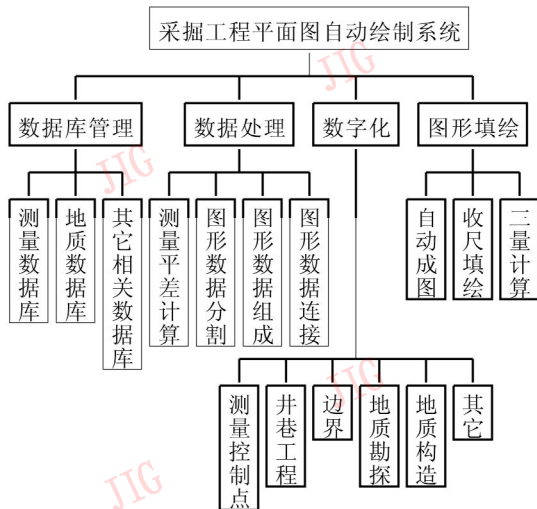 采掘工程平面图自动绘制系统
JIG
数据库管理
数据处理
数字化
图形填绘
JIG
测量数据库
地质数据库
其它相关数据库
测量平差计算
图形数据分割
图形数据组成
图形数据连接
自动成图
收尺填绘
三量计算
JIG
测量控制点
井巷工程
边界
地质勘探
地质构造
其它
JIG